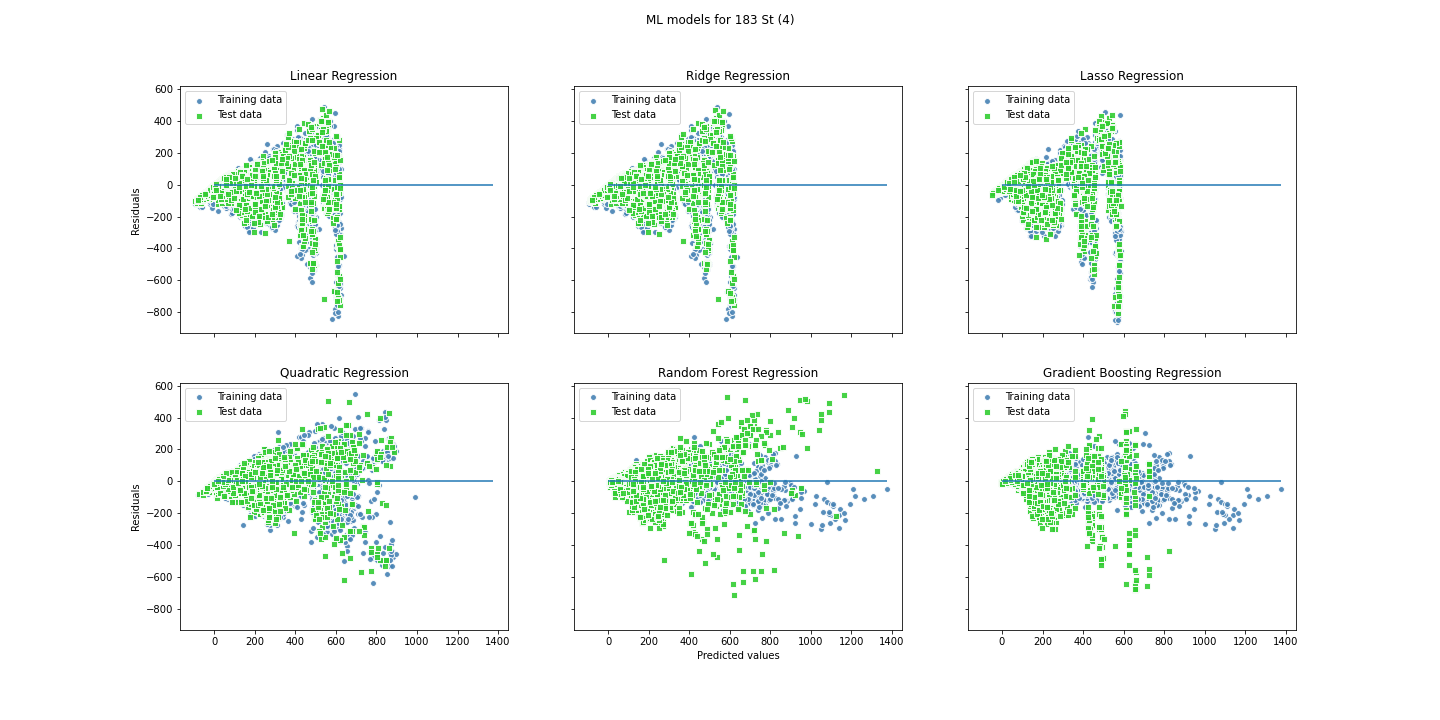 ML models for 183 St (4)
Linear Regression
Ridge Regression
Lasso Regression
Training data
Test data
Training data
Test data
Training data
Test data
600
400
200
0
−200
−400
−600
−800
Residuals
Quadratic Regression
Random Forest Regression
Gradient Boosting Regression
Training data
Test data
Training data
Test data
Training data
Test data
600
400
200
0
−200
−400
−600
−800
Residuals
0 200 400 600 800 1000 1200 1400
0 200 400 600 800 1000 1200 1400
0 200 400 600 800 1000 1200 1400
Predicted values